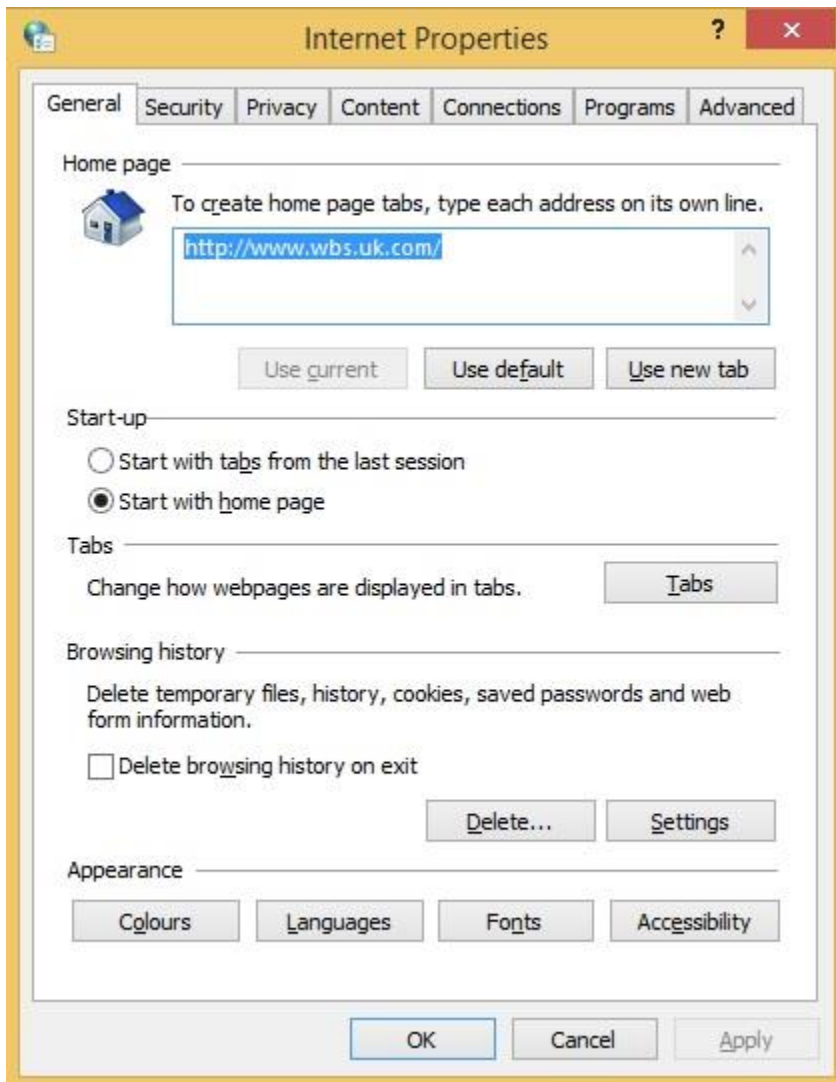 Internet Properties
?
General Security Privacy Content Connections Programs Advanced
Home page
To create home page tabs, type each address on its own line.
http://www.wbs.uk.com/
Use current Use default Use new tab
Start-up
Start with tabs from the last session
Start with home page
Tabs
Change how webpages are displayed in tabs. Tabs
Browsing history
Delete temporary files, history, cookies, saved passwords and web
form information.
Delete browsing history on exit
Delete... Settings
Appearance
Colours Languages Fonts Accessibility
OK Cancel Apply